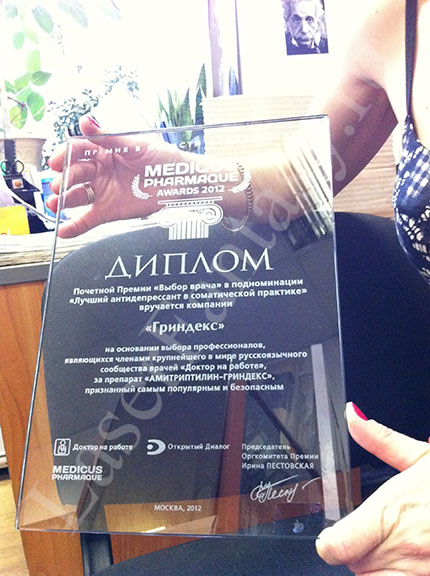 ПРЕМИЯ В
MEDICUS
PHARMAQUE
AWARDS 2012
ДИПЛОМ
Почетной Премии «Выбор врача» в подноминации
«Лучший антидепрессант в соматической практике»
вручается компании
«Гриндекс»
на основании выбора профессионалов,
являющихся членами крупнейшего в мире русскоязычного
сообщества врачей «Доктор на работе»,
за препарат «АМИТРИПТИЛИН-ГРИНДЕКС»,
признанный самым популярным и безопасным
Доктор на работе
Открытый Диалог
MEDICUS
PHARMAQUE
Председатель
Оргкомитета Премии
Ирина ПЕСТОВСКАЯ
МОСКВА, 2012